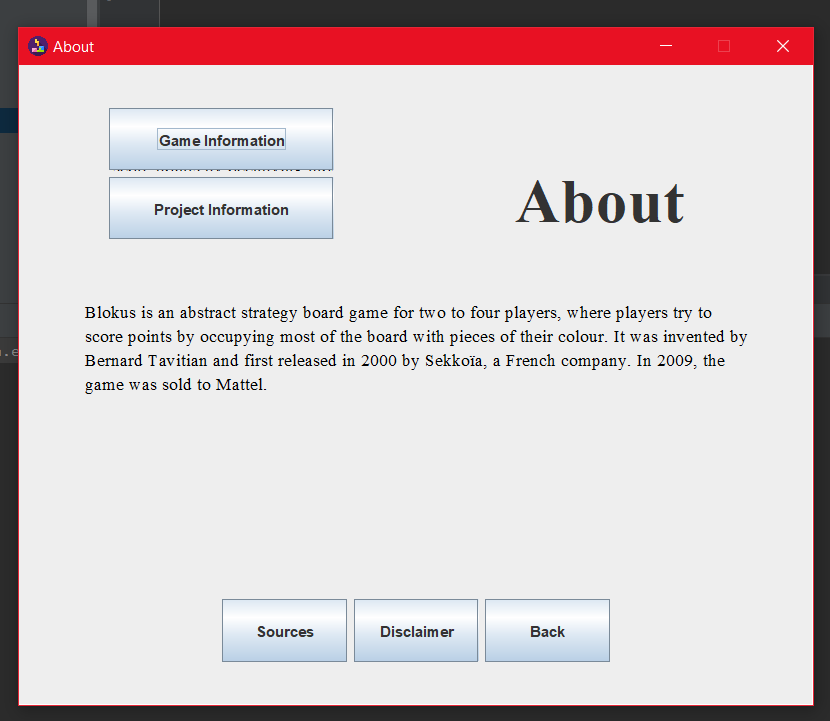 About
Game Information
Project Information
About
Blokus is an abstract strategy board game for two to four players, where players try to
score points by occupying most of the board with pieces of their colour. It was invented by
Bernard Tavitian and first released in 2000 by Sekkoïa, a French company. In 2009, the
game was sold to Mattel.
Sources
Disclaimer
Back